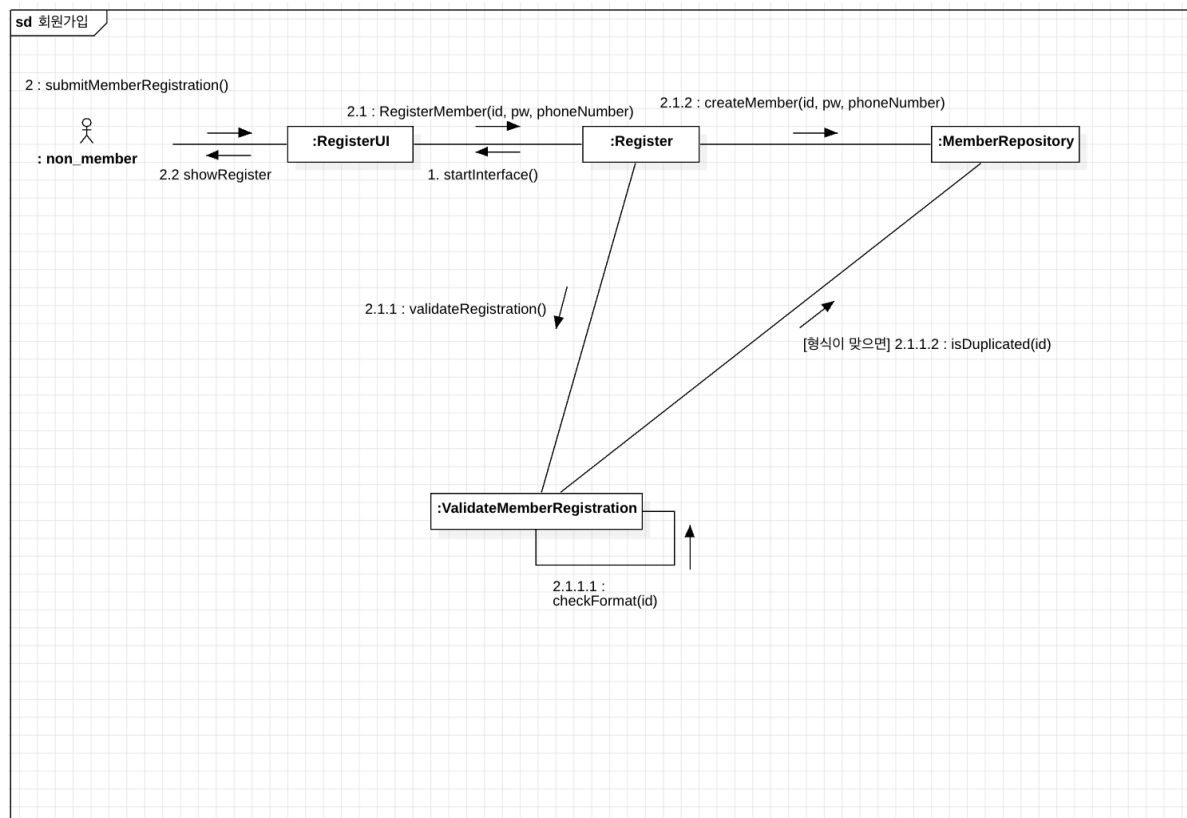 sd 회원가입
2 : submitMemberRegistration()
2.1 : RegisterMember(id, pw, phoneNumber)
2.1.2 : createMember(id, pw, phoneNumber)
: non_member
:RegisterUI
:Register
:MemberRepository
2.2 showRegister
1. startInterface()
2.1.1 : validateRegistration()
[형식이 맞으면] 2.1.1.2 : isDuplicated(id)
:ValidateMemberRegistration
2.1.1.1 :
checkFormat(id)